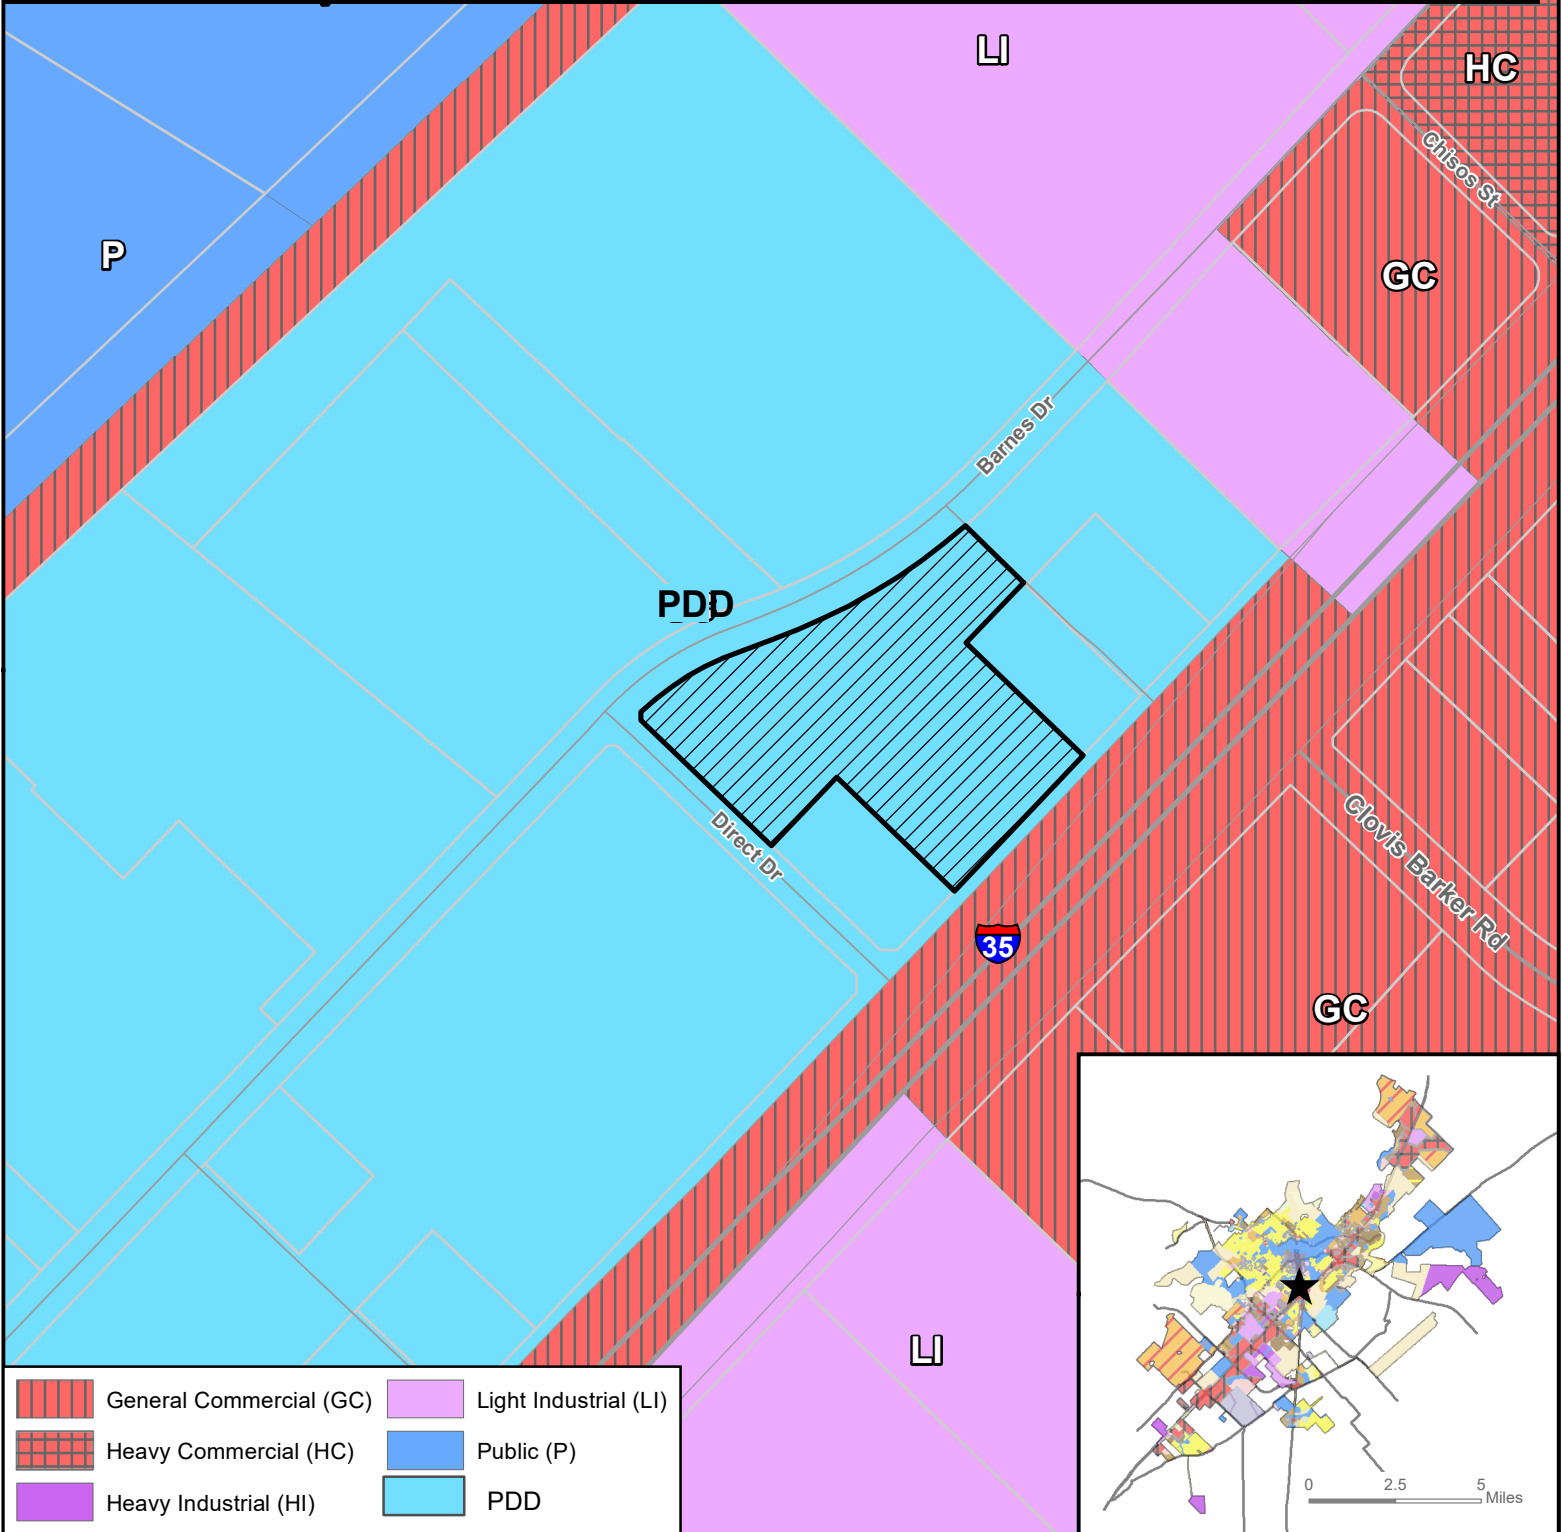 LI
HC
Chisos St
P
GC
Barnes Dr
PDD
Direct Dr
Clovis Barker Rd
35
GC
LI
General Commercial (GC)
Heavy Commercial (HC)
Heavy Industrial (HI)
Light Industrial (LI)
Public (P)
PDD
0 2.5 5
Miles